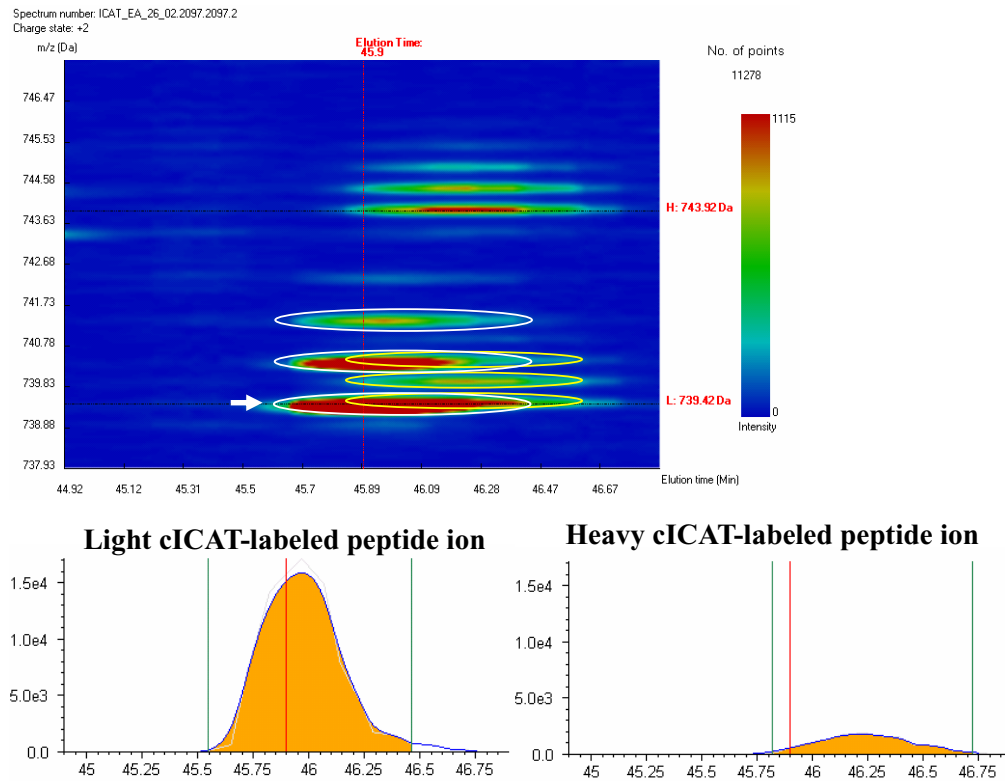 Spectrum number: ICAT_EA_26_02.2097.2097.2
Charge state: +2
m/z (Da)
Elution Time:
45.9
No. of points
11278
746.47
745.53
744.58
743.63
742.68
741.73
740.78
739.83
738.88
737.93
H: 743.92 Da
L: 739.42 Da
1115
0
Intensity
44.92 45.12 45.31 45.5 45.7 45.89 46.09 46.28 46.47 46.67
Elution time (Min)
Light cICAT-labeled peptide ion
1.5e4
1.0e4
5.0e3
0.0
45 45.25 45.5 45.75 46 46.25 46.5 46.75
Heavy cICAT-labeled peptide ion
1.5e4
1.0e4
5.0e3
0.0
45 45.25 45.5 45.75 46 46.25 46.5 46.75